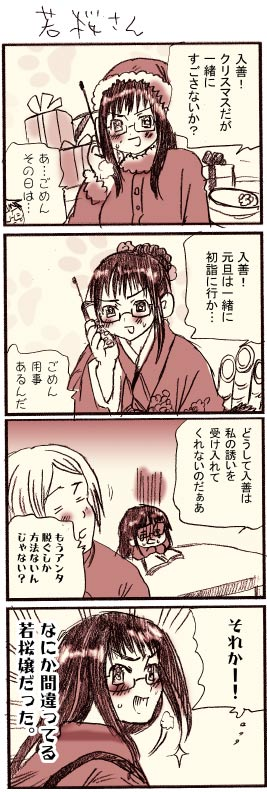 若桜さん
入善！
クリスマスだが
一緒に
すごさないか？
あ…ごめん
その日は…
入善！
元旦は一緒に
初詣に行か…
ごめん
用事
あるんだ
どうして入善は
私の誘いを
受け入れて
くれないのだぁあ
もうアンタ
脱ぐしか
方法ないん
じゃない？
それかー！！
なにか間違ってる
若桜嬢だった。